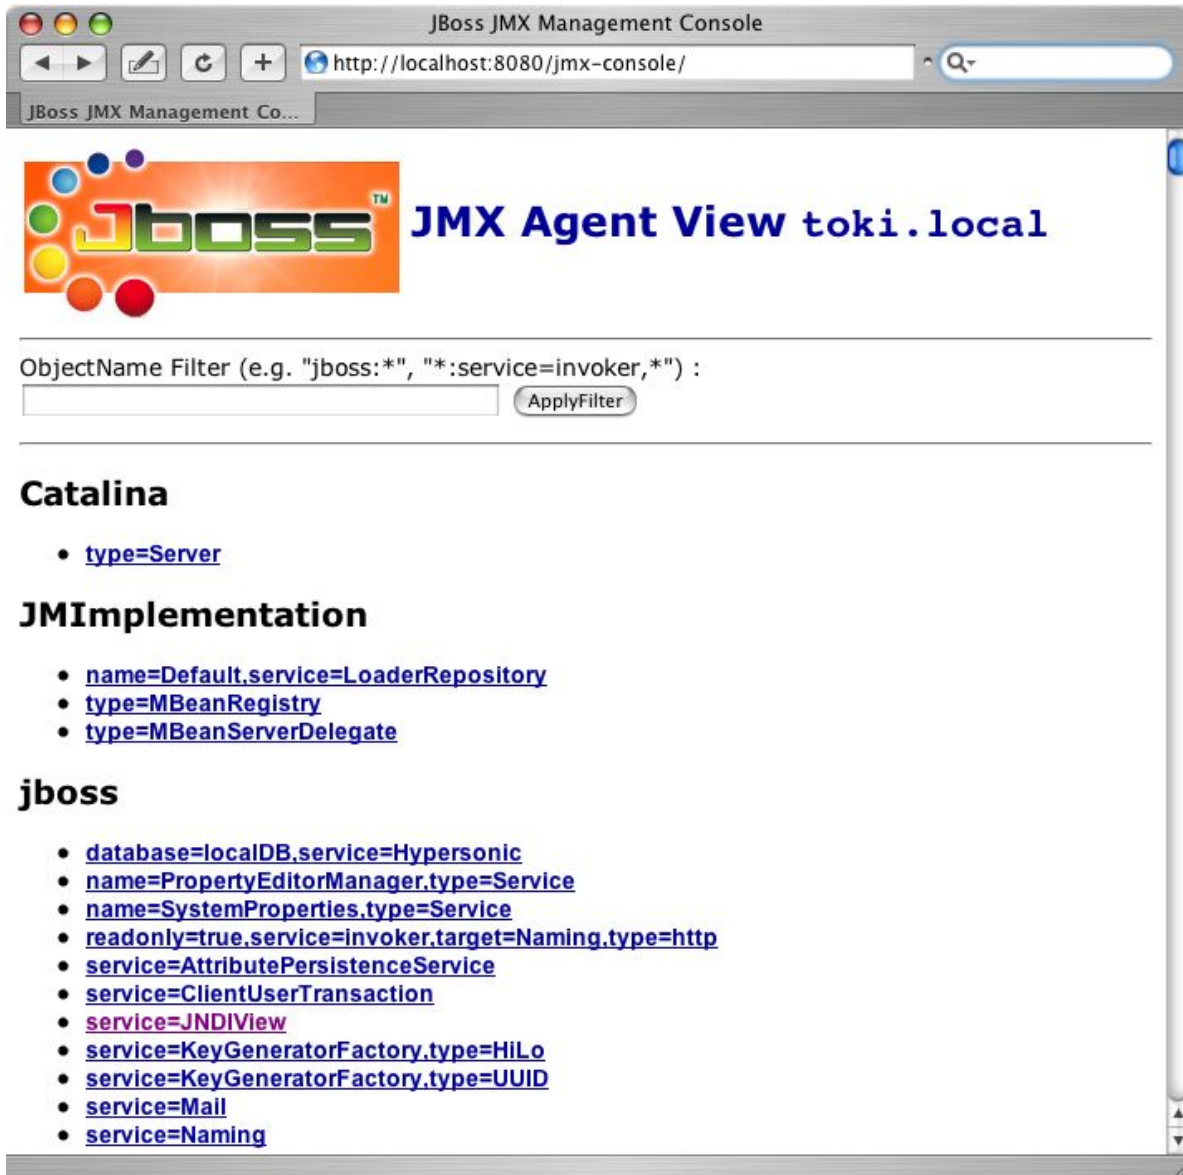 JBoss JMX Management Console
http://localhost:8080/jmx-console/
JBoss JMX Management Co...
Jboss™ JMX Agent View toki.local
ObjectName Filter (e.g. "jboss:*", "*:service=invoker,*") :
ApplyFilter
Catalina
type=Server
JMImplementation
name=Default,service=LoaderRepository
type=MBeanRegistry
type=MBeanServerDelegate
jboss
database=localDB,service=Hypersonic
name=PropertyEditorManager,type=Service
name=SystemProperties,type=Service
readonly=true,service=invoker,target=Naming,type=http
service=AttributePersistenceService
service=ClientUserTransaction
service=JNDIView
service=KeyGeneratorFactory,type=HiLo
service=KeyGeneratorFactory,type=UUID
service=Mail
service=Naming